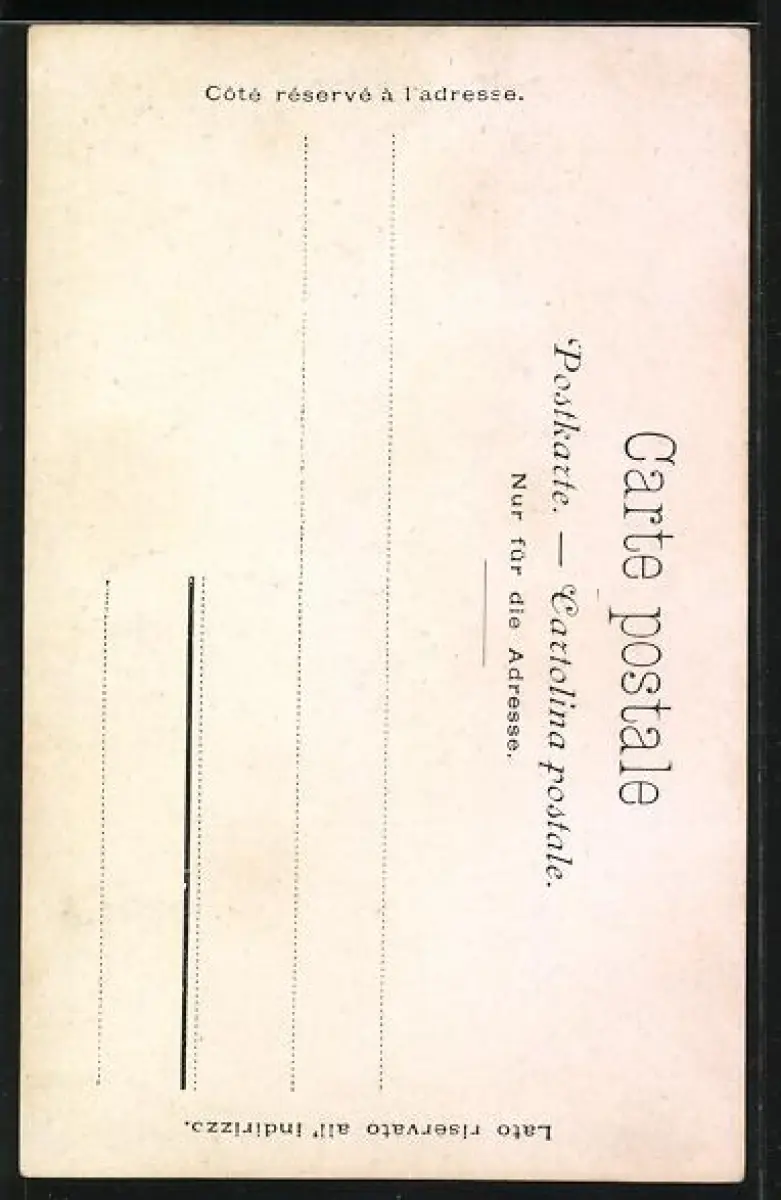 Carte postale
Postkarte. — Cartolina postale.
Nur für die Adresse.
Côté réservé à l'adresse.
Lato riservato all' indirizzo.